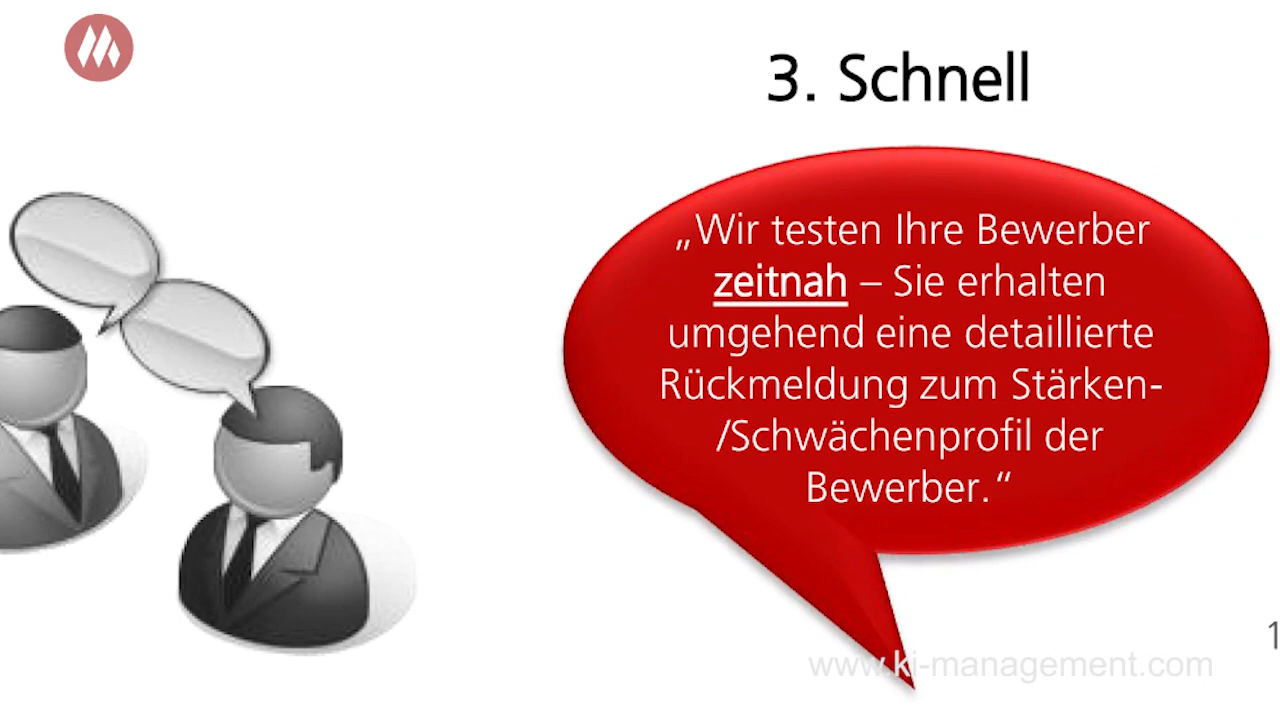 3. Schnell
„Wir testen Ihre Bewerber
zeitnah – Sie erhalten
umgehend eine detaillierte
Rückmeldung zum Stärken-
/Schwächenprofil der
Bewerber.“
1
www.ki-management.com